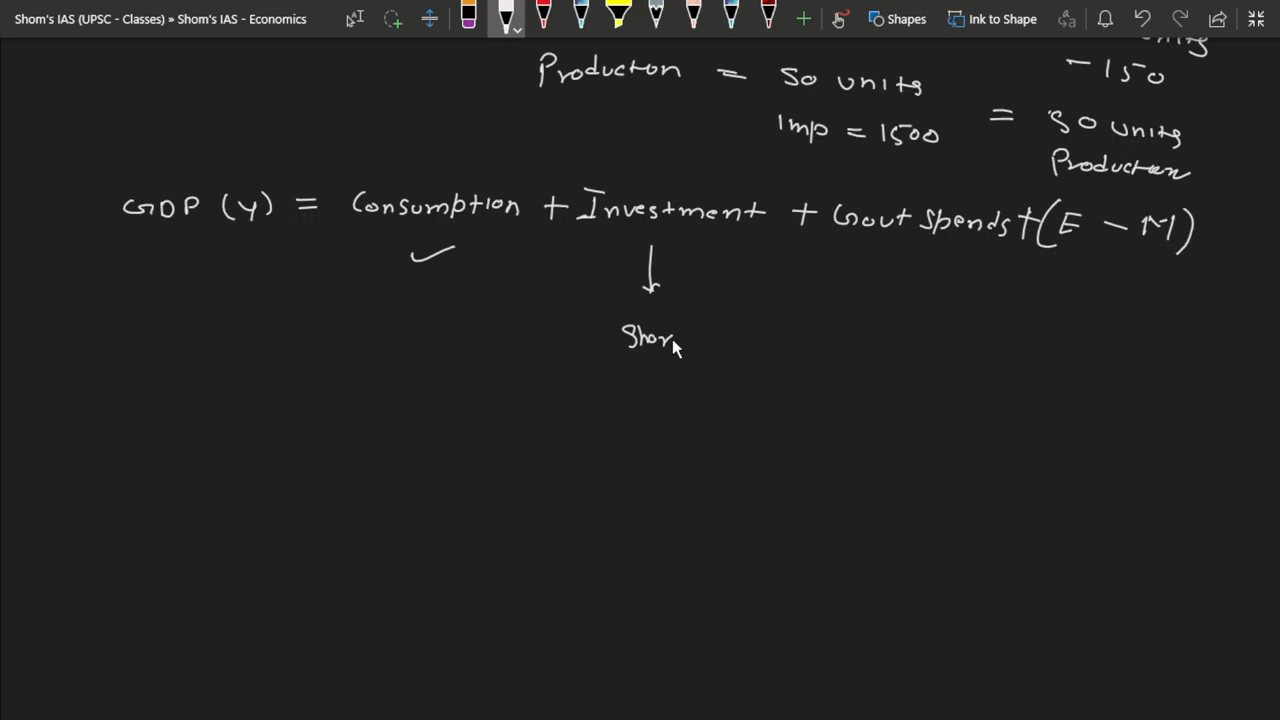 Shom's IAS (UPSC - Classes) » Shom's IAS - Economics
Shapes
Ink to Shape
units
- 150
Production = 50 units
Imp = 1500
= 50 units
Production
GDP (Y) = Consumption + Investment + Govt Spends + (E - M)
✓ ↓
Shor